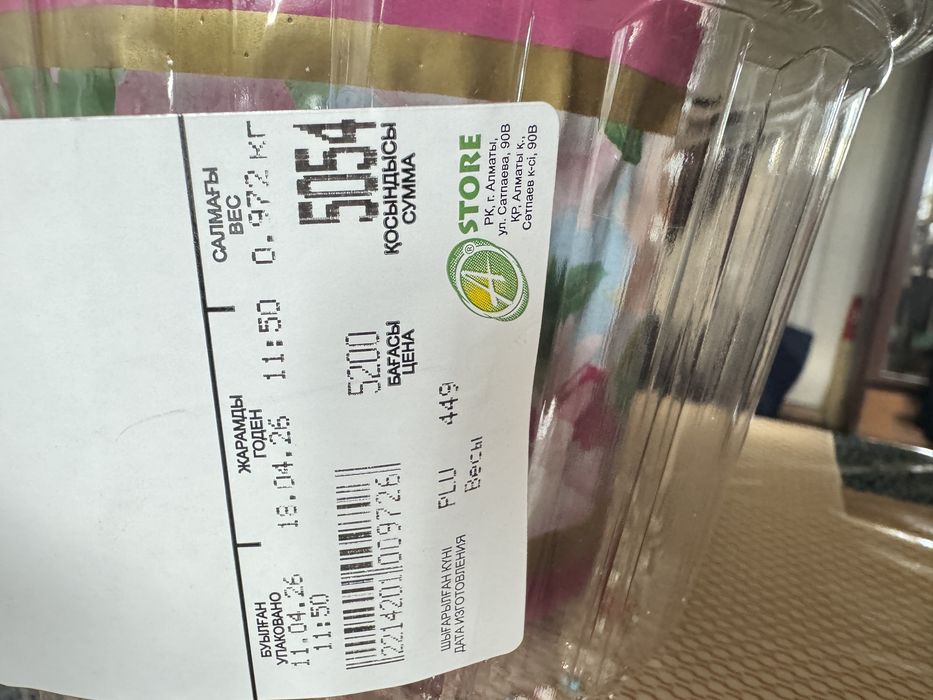 БУЫЛҒАН
УПАКОВАНО
11.04.26
11:50
ЖАРАМДЫ
ГОДЕН
18.04.26 11:50
САЛМАҒЫ
ВЕС
0.972кг
2214201009726
5200
БАҒАСЫ
ЦЕНА
5054
ҚОСЫНДЫСЫ
СУММА
ШЫҒАРЫЛҒАН КҮНІ
ДАТА ИЗГОТОВЛЕНИЯ
PLU 449
Весы
A ®
STORE
РК, г. Алматы,
ул. Сатпаева, 90В
ҚР, Алматы қ.,
Сәтпаев к-сі, 90В